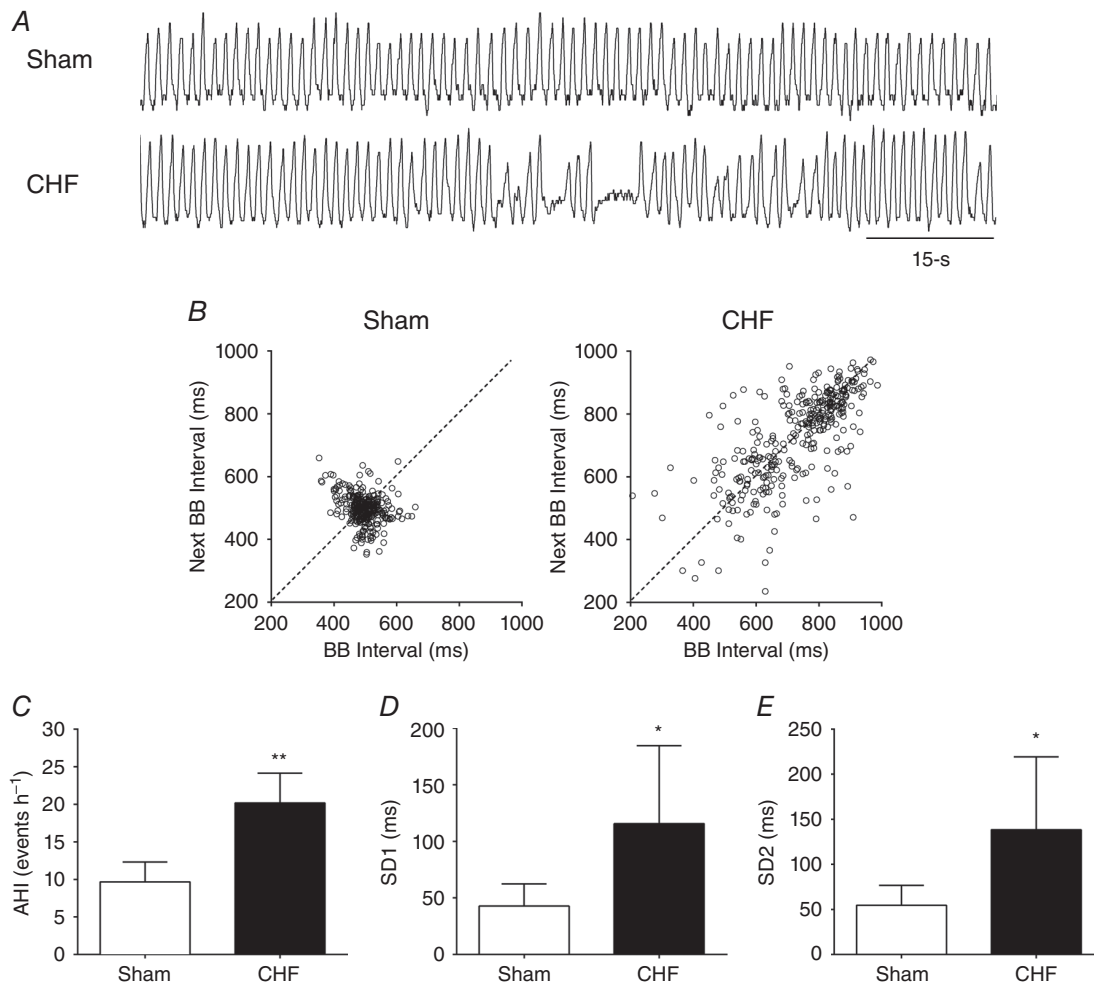 A
Sham
CHF
15-s
B
Sham
CHF
1000
800
600
400
200
Next BB Interval (ms)
200 400 600 800 1000
BB Interval (ms)
1000
800
600
400
200
Next BB Interval (ms)
200 400 600 800 1000
BB Interval (ms)
C
30
25
20
15
10
5
0
AHI (events h⁻¹)
**
Sham CHF
D
200
150
100
50
0
SD1 (ms)
*
Sham CHF
E
250
200
150
100
50
0
SD2 (ms)
*
Sham CHF